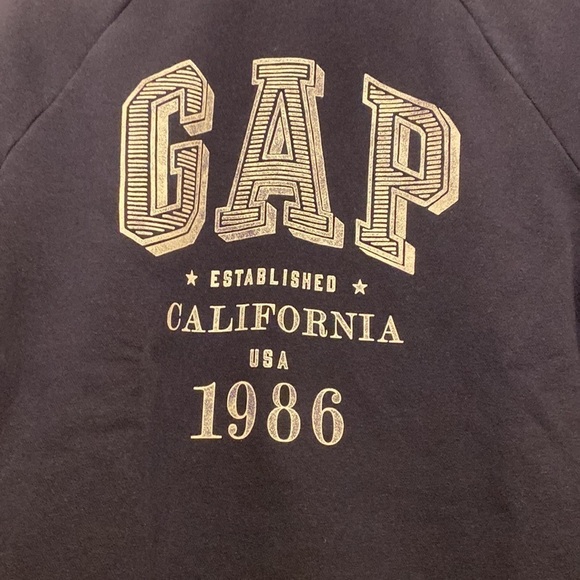 GAP
★ ESTABLISHED ★
CALIFORNIA
USA
1986